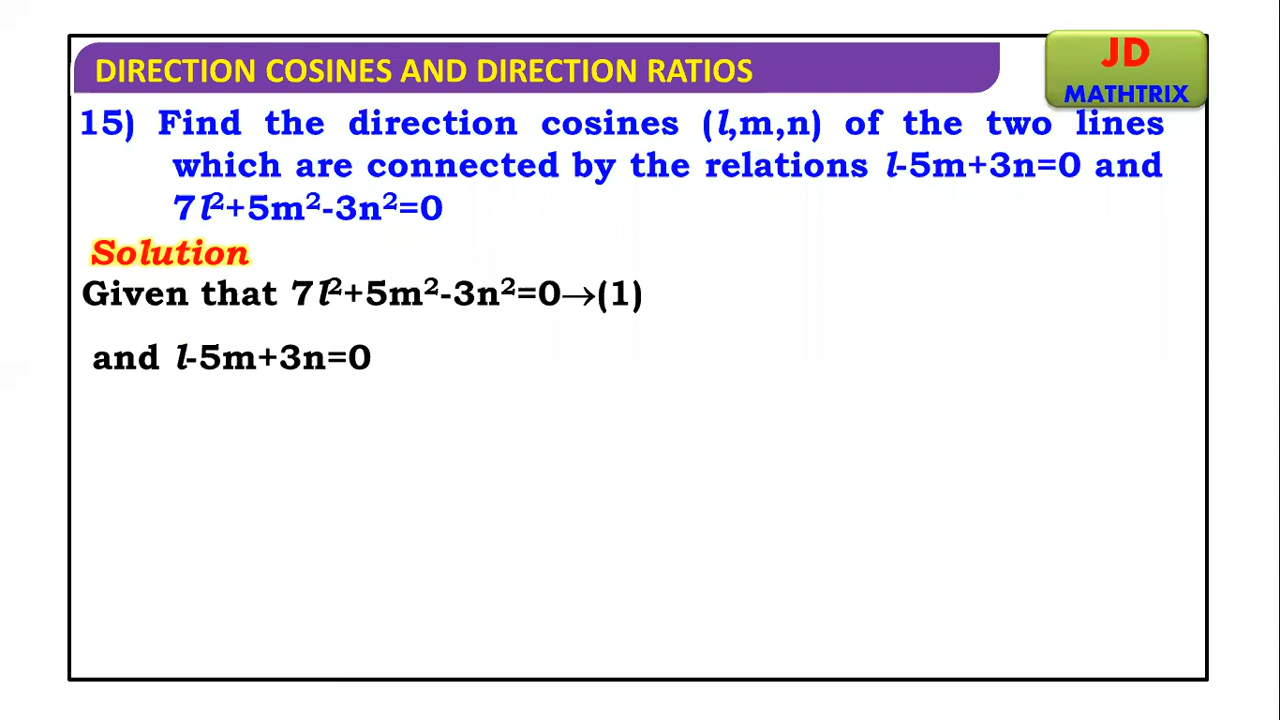 DIRECTION COSINES AND DIRECTION RATIOS
JD
MATHTRIX
15) Find the direction cosines (l,m,n) of the two lines
which are connected by the relations l-5m+3n=0 and
7l²+5m²-3n²=0
Solution
Given that 7l²+5m²-3n²=0→(1)
and l-5m+3n=0